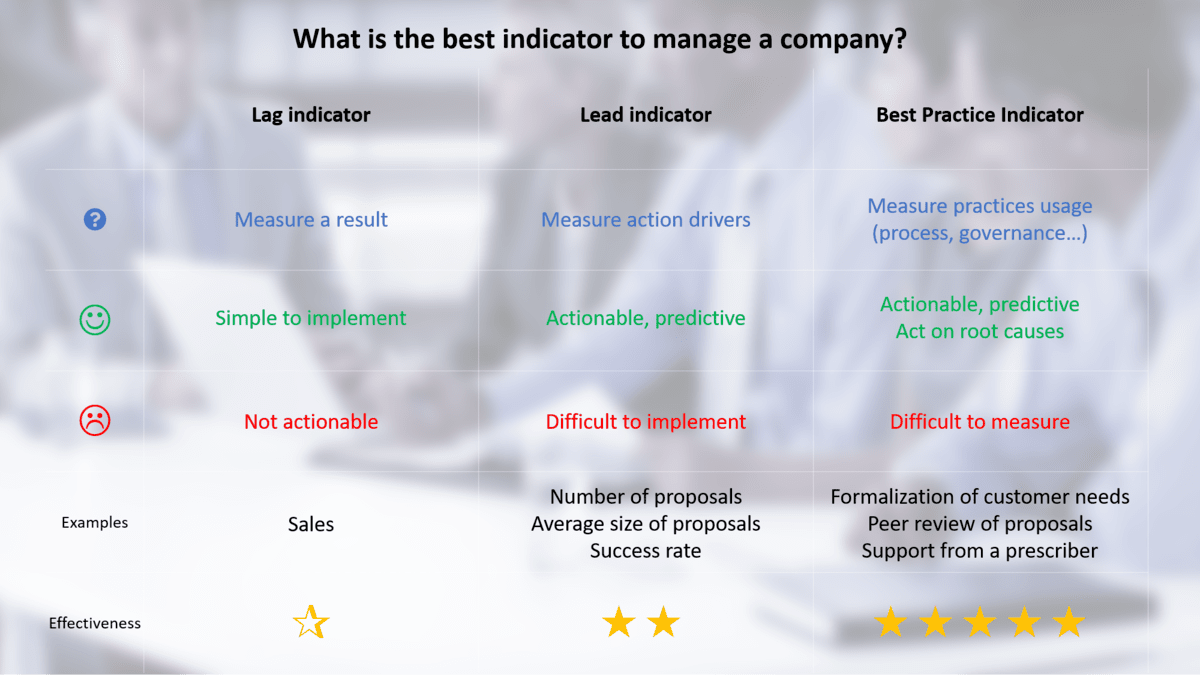 What is the best indicator to manage a company?
Lag indicator
Lead indicator
Best Practice Indicator
?
Measure a result
Measure action drivers
Measure practices usage
(process, governance...)
Simple to implement
Actionable, predictive
Actionable, predictive
Act on root causes
Not actionable
Difficult to implement
Difficult to measure
Examples
Sales
Number of proposals
Average size of proposals
Success rate
Formalization of customer needs
Peer review of proposals
Support from a prescriber
Effectiveness